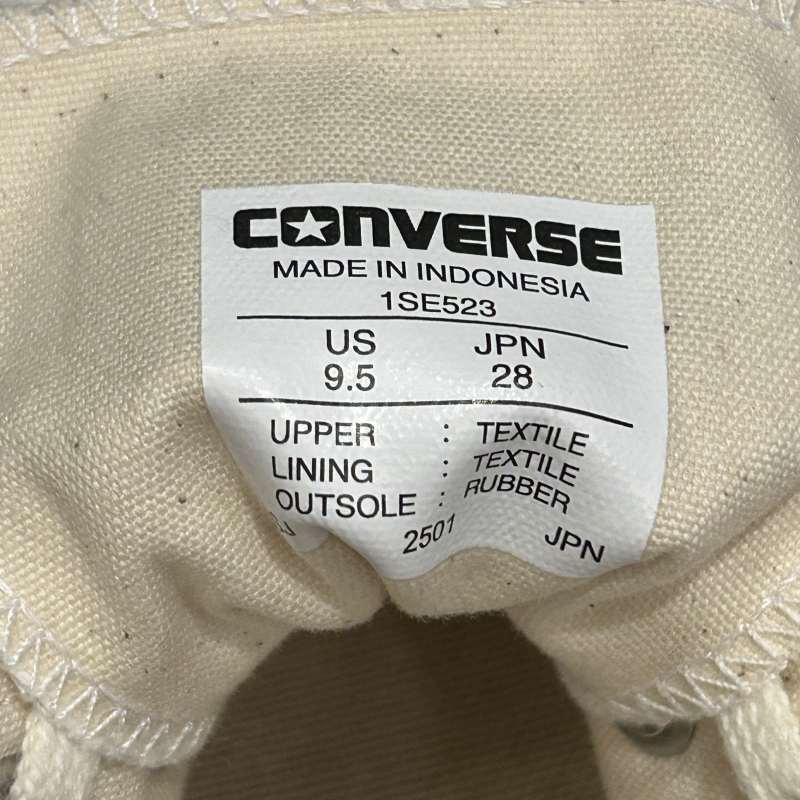 CONVERSE
MADE IN INDONESIA
1SE523
US JPN
9.5 28
UPPER : TEXTILE
LINING : TEXTILE
OUTSOLE : RUBBER
2501 JPN